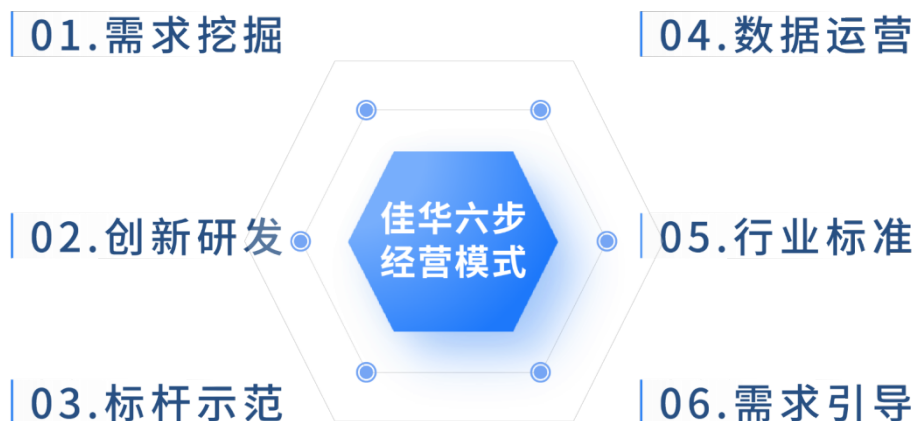 01.需求挖掘
02.创新研发
03.标杆示范
佳华六步
经营模式
04.数据运营
05.行业标准
06.需求引导